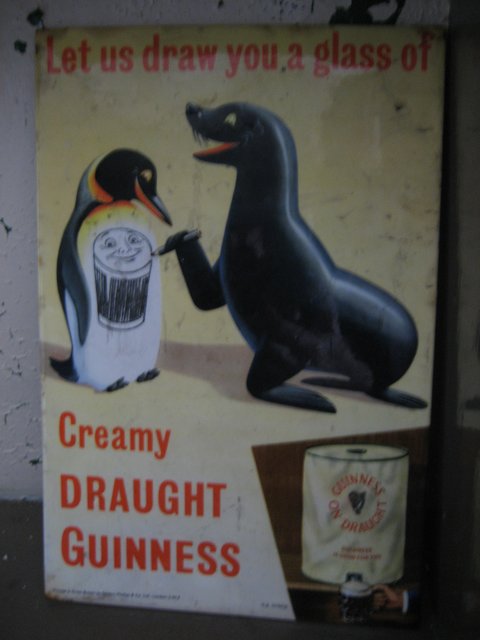 Let us draw you a glass of
Creamy
DRAUGHT
GUINNESS
GUINNESS
ON DRAUGHT